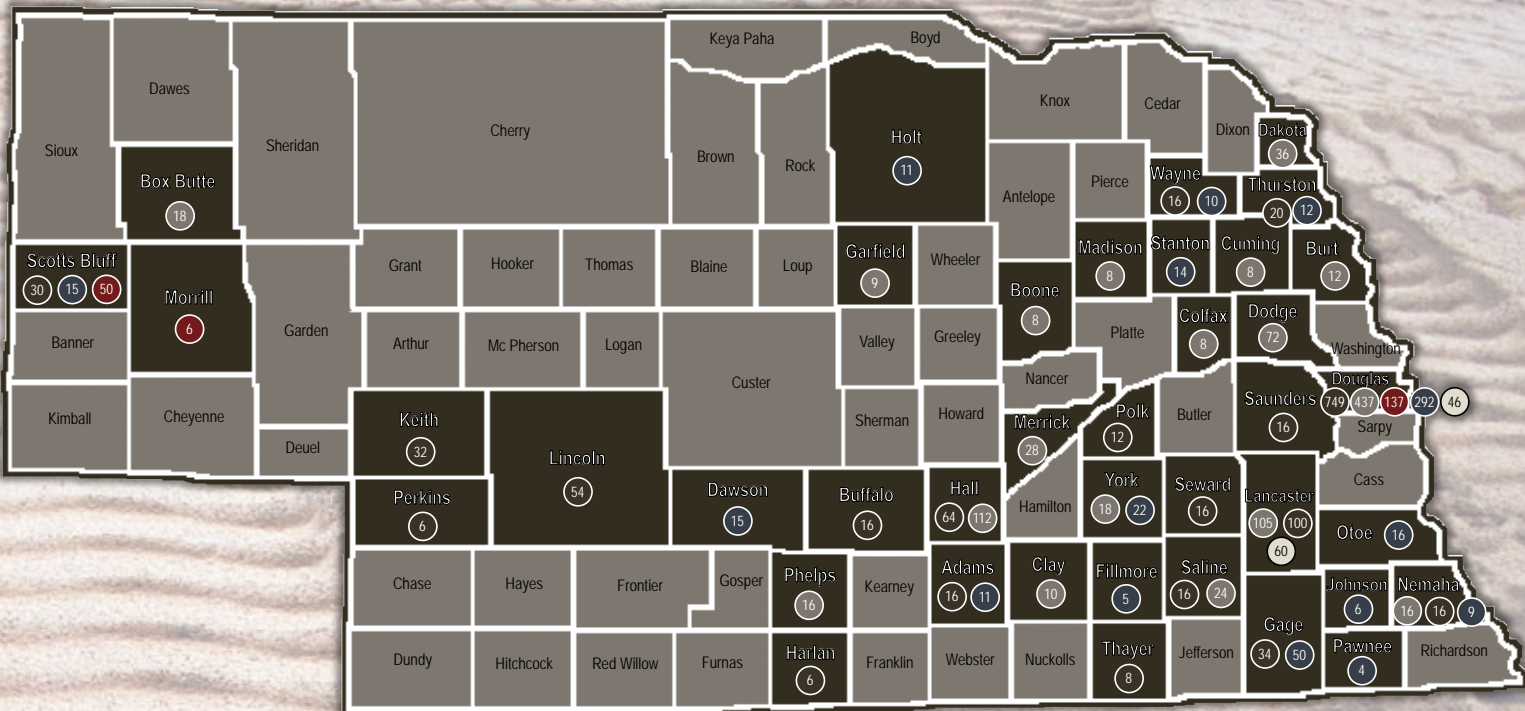 Keya Paha
Boyd
Dawes
Knox
Cedar
Cherry
Dixon
Dakota
36
Sioux
Sheridan
Holt
11
Brown
Rock
Box Butte
18
Antelope
Pierce
Wayne
16 10
Thurston
20 12
Scotts Bluff
30 15 50
Morrill
6
Grant
Hooker
Thomas
Blaine
Loup
Garfield
9
Wheeler
Madison
8
Stanton
14
Cuming
8
Burt
12
Boone
8
Banner
Garden
Arthur
Mc Pherson
Logan
Custer
Valley
Greeley
Platte
Colfax
8
Dodge
72
Washington
Nancer
Douglas
749 437 137 292 46
Kimball
Cheyenne
Deuel
Keith
32
Lincoln
54
Sherman
Howard
Merrick
28
Polk
12
Butler
Saunders
16
Sarpy
Perkins
6
Dawson
15
Buffalo
16
Hall
64 112
Hamilton
York
18 22
Seward
16
Lancaster
105 100
60
Cass
Otoe 16
Chase
Hayes
Frontier
Gosper
Phelps
16
Kearney
Adams
16 11
Clay
10
Fillmore
5
Saline
16 24
Johnson
6
Nemaha
16 16 9
Gage
34 50
Dundy
Hitchcock
Red Willow
Furnas
Harlan
6
Franklin
Webster
Nuckolls
Thayer
8
Jefferson
Pawnee
4
Richardson